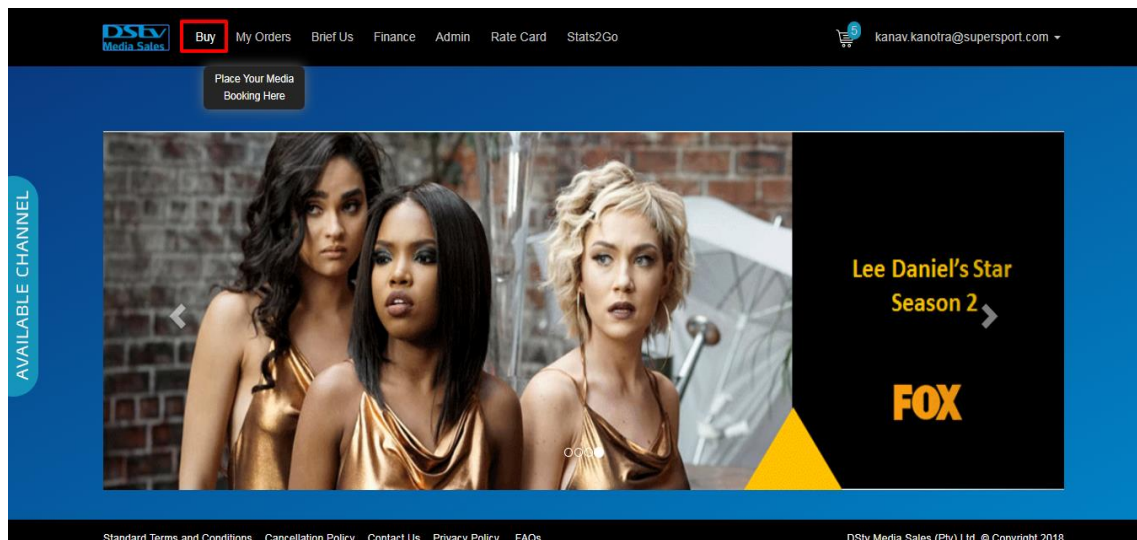 DStv
Media Sales
Buy My Orders Brief Us Finance Admin Rate Card Stats2Go
5
kanav.kanotra@supersport.com
Place Your Media
Booking Here
AVAILABLE CHANNEL
Lee Daniel's Star
Season 2
FOX
Standard Terms and Conditions Cancellation Policy Contact Us Privacy Policy FAQs
DStv Media Sales (Pty) Ltd. © Copyright 2018